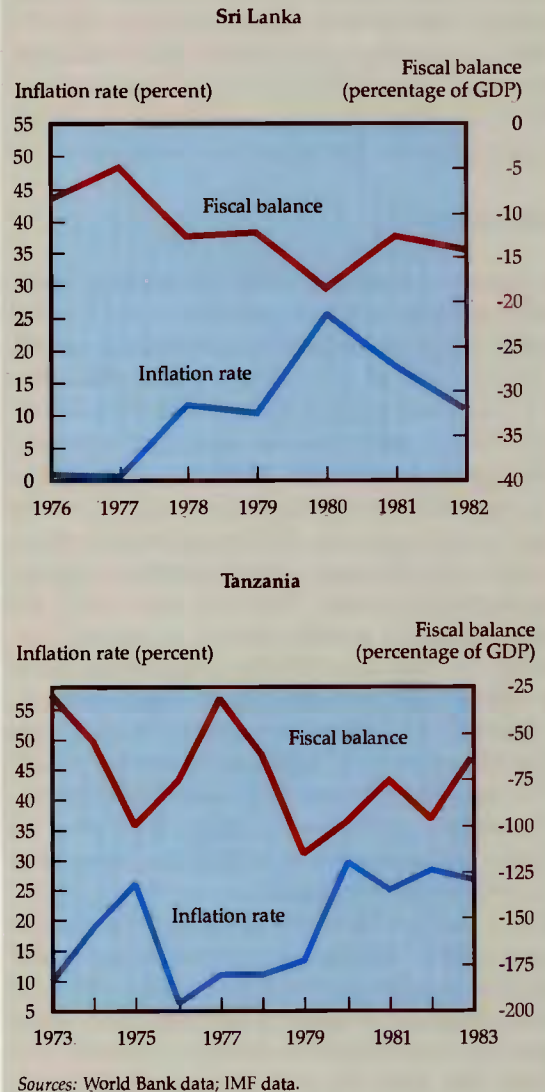 Sri Lanka
Fiscal balance
Inflation rate (percent) (percentage of GDP)
55 0
50 -5
45
Fiscal balance
40 -10
35 -15
30
-20
25
20 -25
Inflation rate
15 -30
10
-35
5
0 -40
1976 1977 1978 1979 1980 1981 1982
Tanzania
Fiscal balance
Inflation rate (percent) (percentage of GDP)
-25
55
50 Fiscal balance -50
45 -75
40
35 -100
30
-125
25
20 Inflation rate -150
15
-175
10
5 -200
1973 1975 1977 1979 1981 1983
Sources: World Bank data; IMF data.